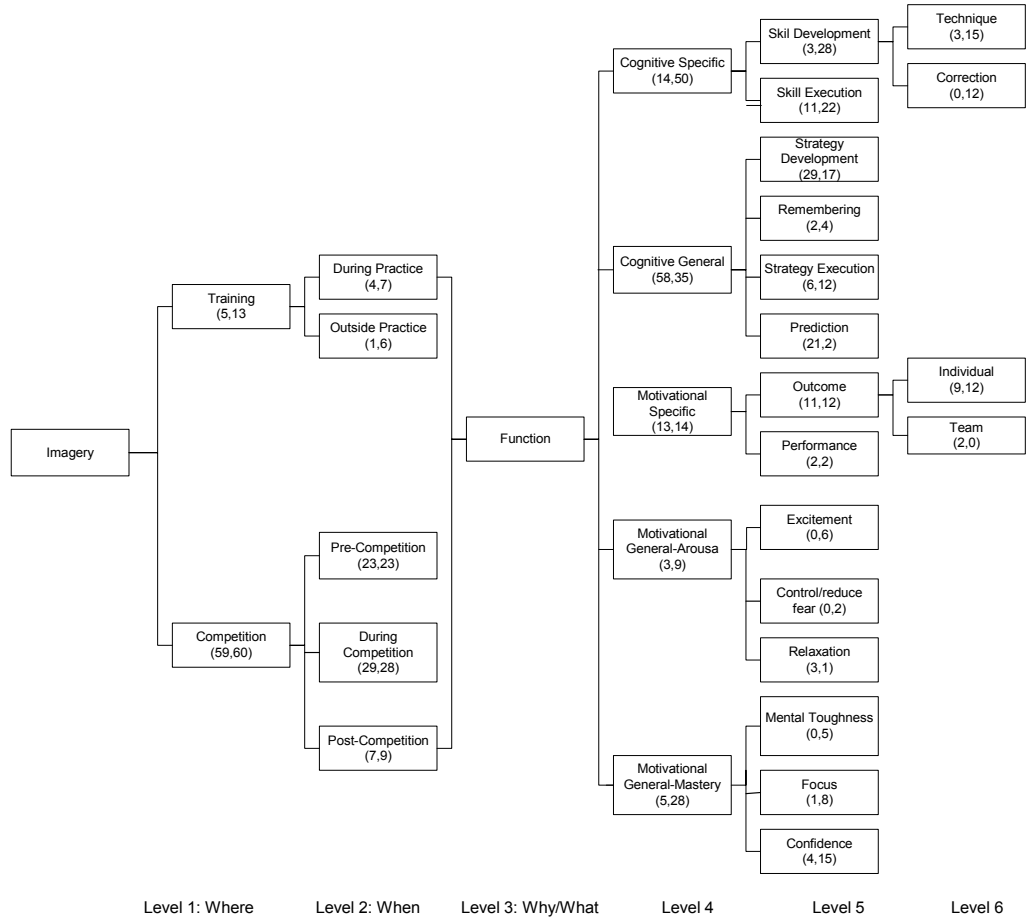 Imagery
Training
(5,13
Competition
(59,60)
During Practice
(4,7)
Outside Practice
(1,6)
Pre-Competition
(23,23)
During
Competition
(29,28)
Post-Competition
(7,9)
Function
Cognitive Specific
(14,50)
Cognitive General
(58,35)
Motivational
Specific
(13,14)
Motivational
General-Arousa
(3,9)
Motivational
General-Mastery
(5,28)
Skil Development
(3,28)
Skill Execution
(11,22)
Strategy
Development
(29,17)
Remembering
(2,4)
Strategy Execution
(6,12)
Prediction
(21,2)
Outcome
(11,12)
Performance
(2,2)
Excitement
(0,6)
Control/reduce
fear (0,2)
Relaxation
(3,1)
Mental Toughness
(0,5)
Focus
(1,8)
Confidence
(4,15)
Technique
(3,15)
Correction
(0,12)
Individual
(9,12)
Team
(2,0)
Level 1: Where
Level 2: When
Level 3: Why/What
Level 4
Level 5
Level 6